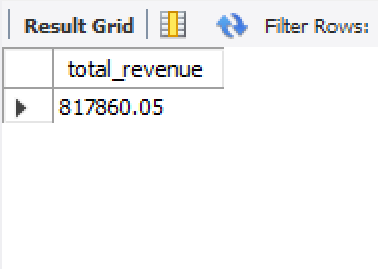 Result Grid Filter Rows:
total_revenue
817860.05